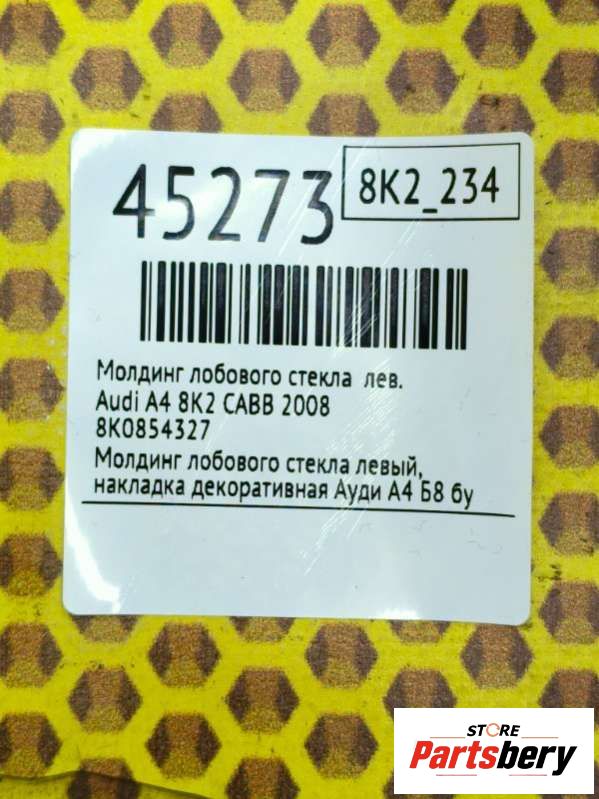 45273
8K2_234
Молдинг лобового стекла лев.
Audi A4 8K2 CABB 2008
8K0854327
Молдинг лобового стекла левый,
накладка декоративная Ауди А4 Б8 бу
STORE
Partsbery